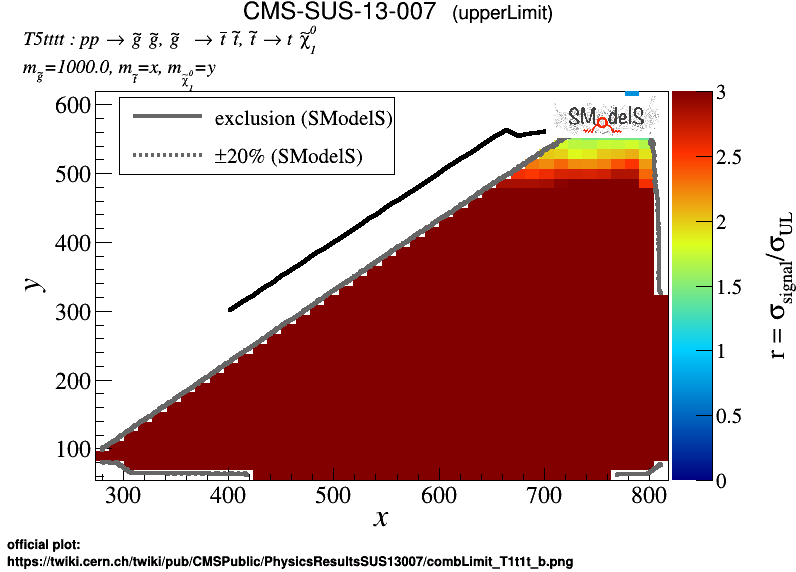 CMS-SUS-13-007 (upperLimit)
T5tttt : pp → g̃ g̃, g̃ → t̄ t̃, t̃ → t χ̃⁰₁
m_g̃=1000.0, m_t̃=x, m_χ̃⁰₁=y
exclusion (SModelS)
±20% (SModelS)
SModelS
600
500
400
300
200
100
y
300 400 500 600 700 800
x
3
2.5
2
1.5
1
0.5
0
r = σ_signal/σ_UL
official plot:
https://twiki.cern.ch/twiki/pub/CMSPublic/PhysicsResultsSUS13007/combLimit_T1t1t_b.png